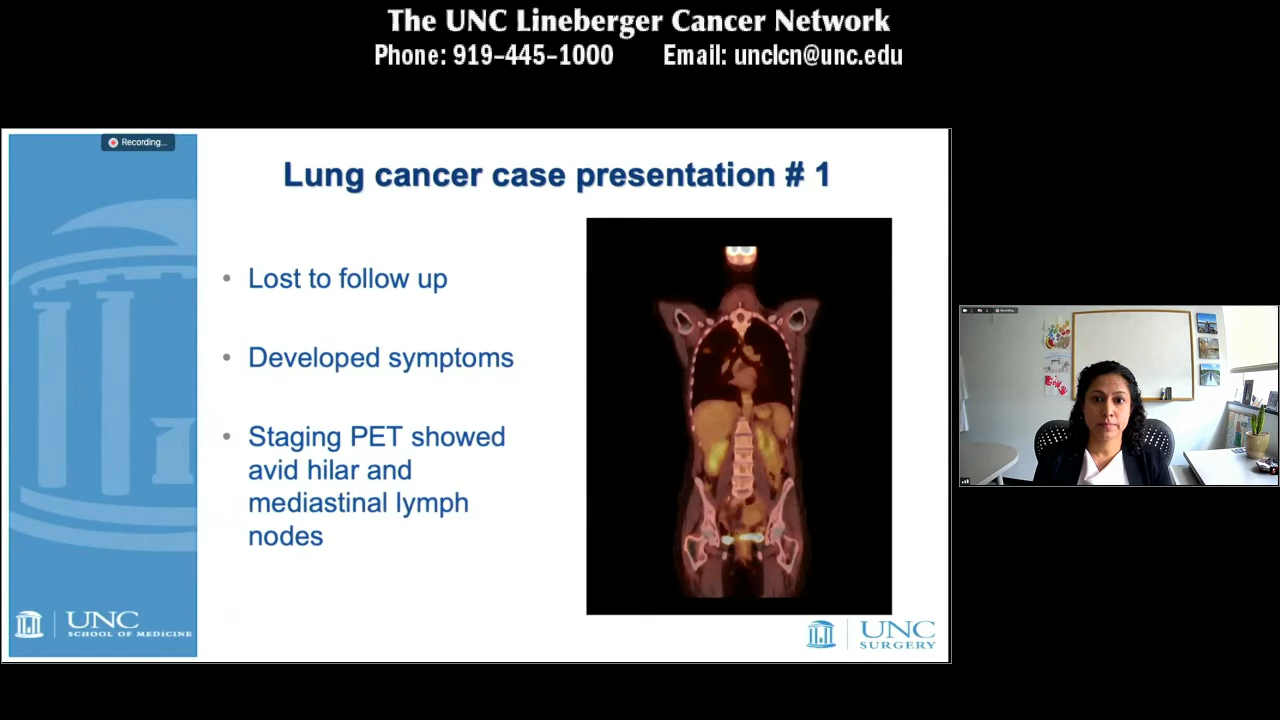 The UNC Lineberger Cancer Network
Phone: 919-445-1000 Email: unclcn@unc.edu
Recording...
Lung cancer case presentation # 1
• Lost to follow up
• Developed symptoms
• Staging PET showed
avid hilar and
mediastinal lymph
nodes
UNC
SCHOOL OF MEDICINE
UNC
SURGERY
Recording...